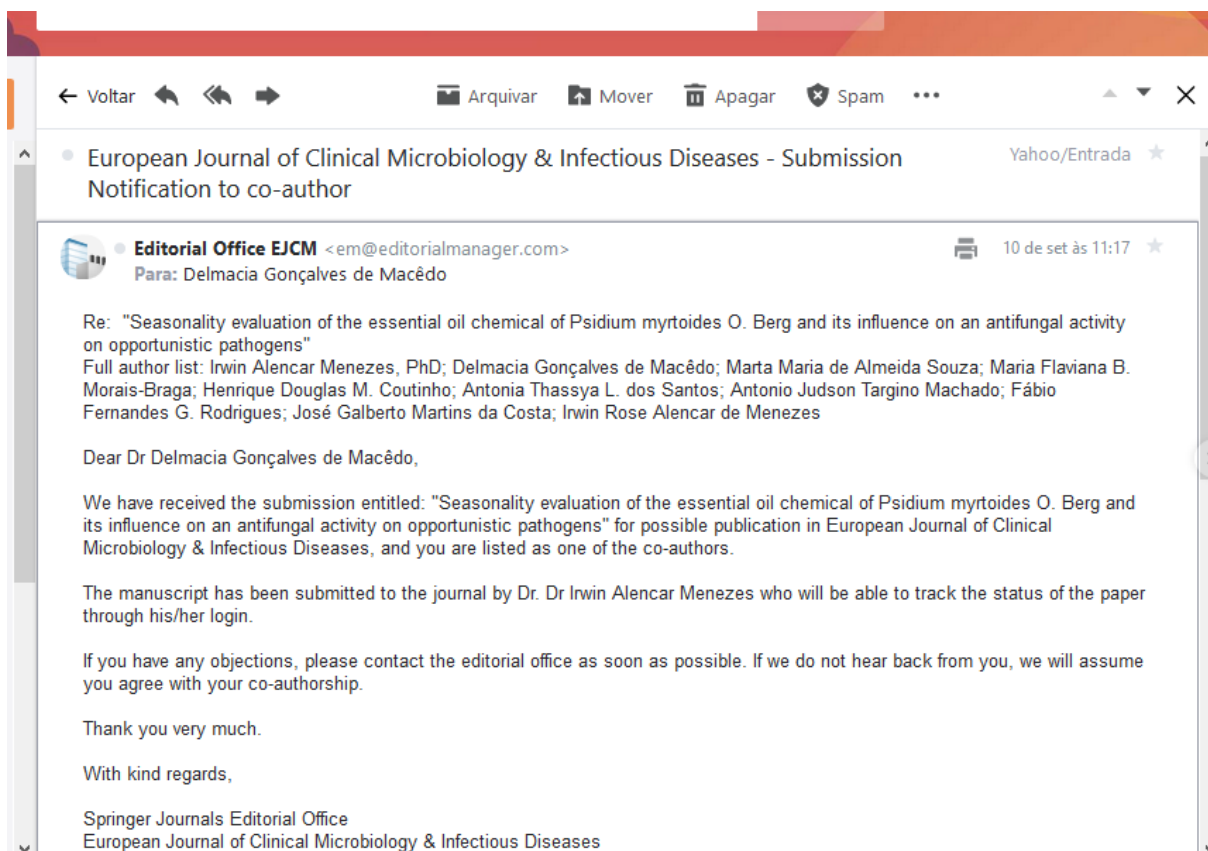 Voltar
Arquivar
Mover
Apagar
Spam
European Journal of Clinical Microbiology & Infectious Diseases - Submission
Notification to co-author
Yahoo/Entrada
Editorial Office EJCM <em@editorialmanager.com>
10 de set às 11:17
Para: Delmacia Gonçalves de Macêdo
Re: "Seasonality evaluation of the essential oil chemical of Psidium myrtoides O. Berg and its influence on an antifungal activity
on opportunistic pathogens"
Full author list: Irwin Alencar Menezes, PhD; Delmacia Gonçalves de Macêdo; Marta Maria de Almeida Souza; Maria Flaviana B.
Morais-Braga; Henrique Douglas M. Coutinho; Antonia Thassya L. dos Santos; Antonio Judson Targino Machado; Fábio
Fernandes G. Rodrigues; José Galberto Martins da Costa; Irwin Rose Alencar de Menezes
Dear Dr Delmacia Gonçalves de Macêdo,
We have received the submission entitled: "Seasonality evaluation of the essential oil chemical of Psidium myrtoides O. Berg and
its influence on an antifungal activity on opportunistic pathogens" for possible publication in European Journal of Clinical
Microbiology & Infectious Diseases, and you are listed as one of the co-authors.
The manuscript has been submitted to the journal by Dr. Dr Irwin Alencar Menezes who will be able to track the status of the paper
through his/her login.
If you have any objections, please contact the editorial office as soon as possible. If we do not hear back from you, we will assume
you agree with your co-authorship.
Thank you very much.
With kind regards,
Springer Journals Editorial Office
European Journal of Clinical Microbiology & Infectious Diseases